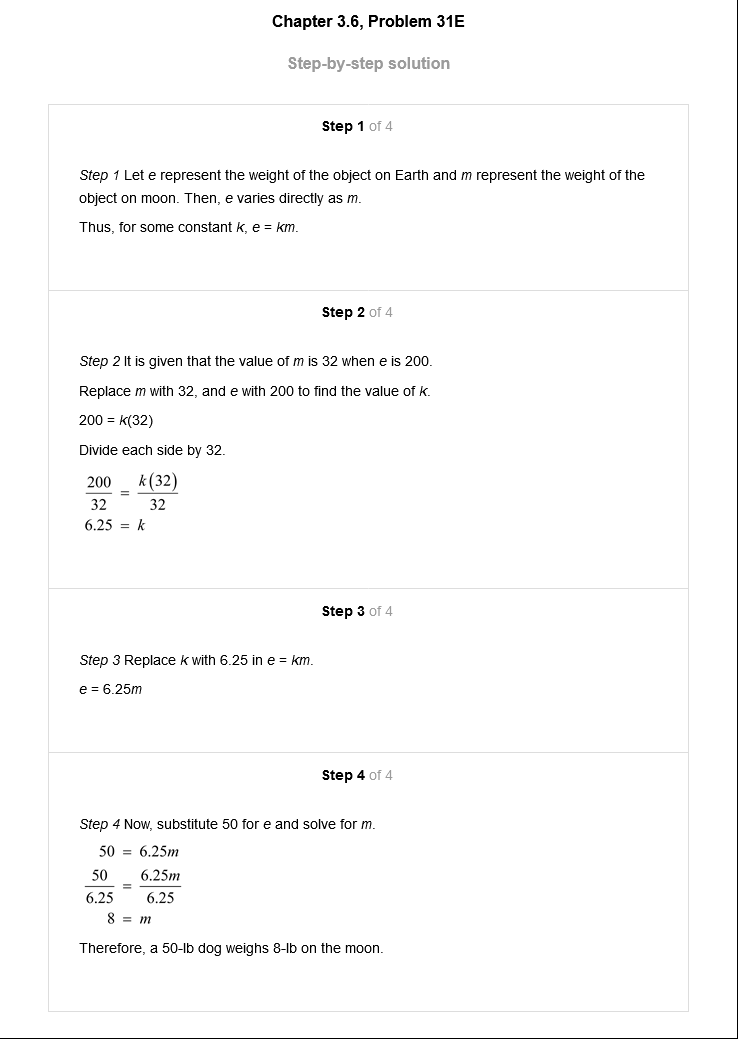 Chapter 3.6, Problem 31E
Step-by-step solution
Step 1 of 4
Step 1 Let e represent the weight of the object on Earth and m represent the weight of the
object on moon. Then, e varies directly as m.
Thus, for some constant k, e = km.
Step 2 of 4
Step 2 It is given that the value of m is 32 when e is 200.
Replace m with 32, and e with 200 to find the value of k.
200 = k(32)
Divide each side by 32.
200/32 = k(32)/32
6.25 = k
Step 3 of 4
Step 3 Replace k with 6.25 in e = km.
e = 6.25m
Step 4 of 4
Step 4 Now, substitute 50 for e and solve for m.
50 = 6.25m
50/6.25 = 6.25m/6.25
8 = m
Therefore, a 50-lb dog weighs 8-lb on the moon.